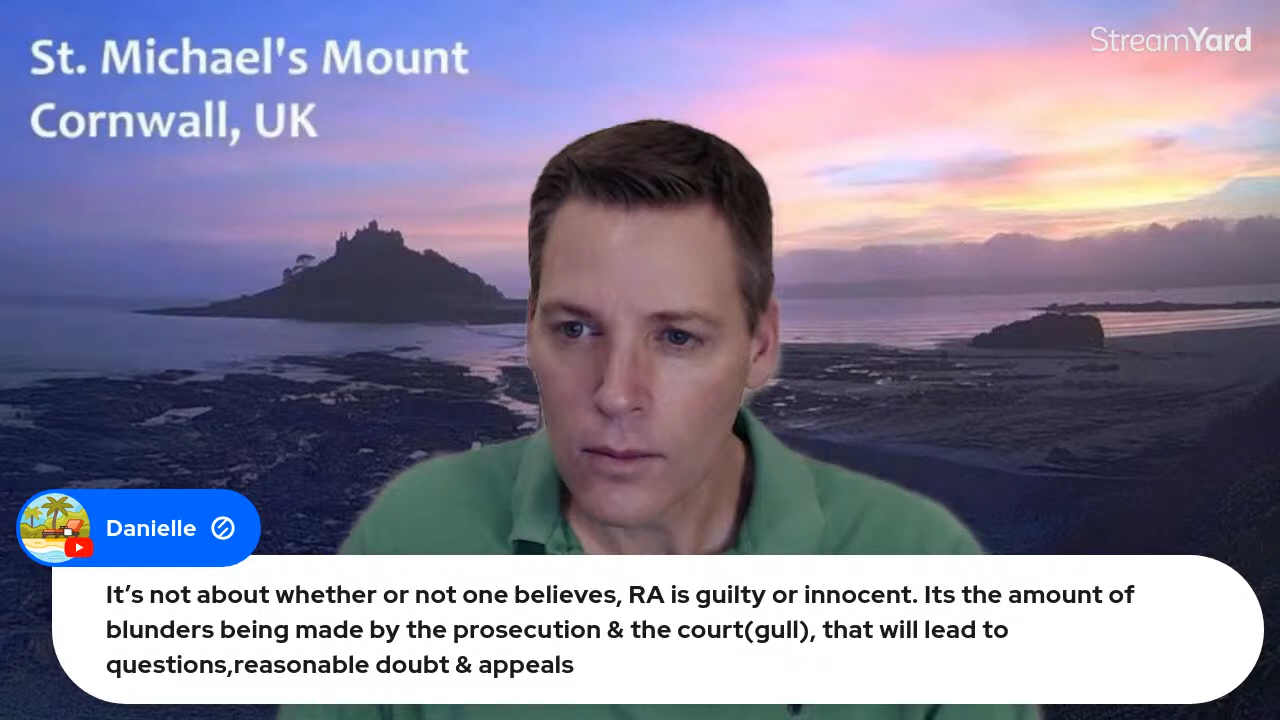 St. Michael's Mount
Cornwall, UK
StreamYard
Danielle
It’s not about whether or not one believes, RA is guilty or innocent. Its the amount of
blunders being made by the prosecution & the court(gull), that will lead to
questions,reasonable doubt & appeals